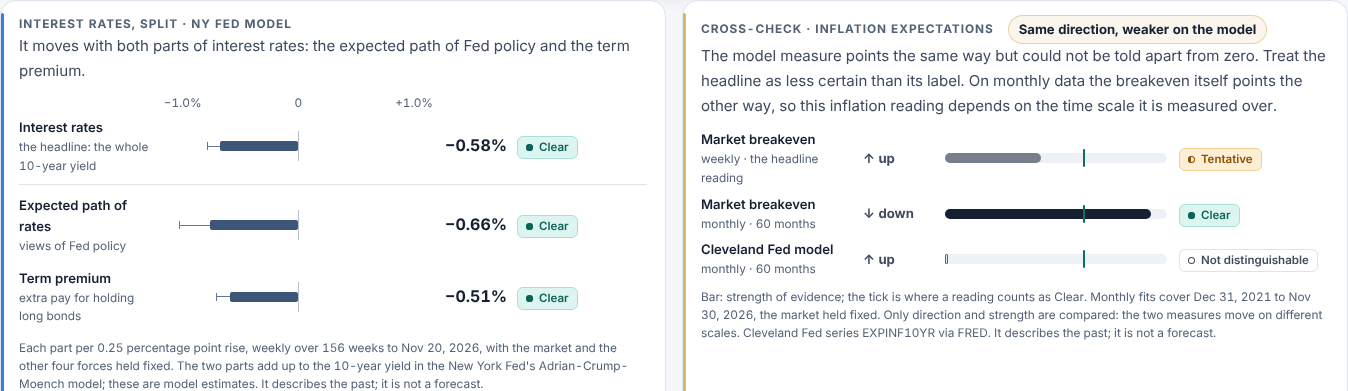 INTEREST RATES, SPLIT · NY FED MODEL
It moves with both parts of interest rates: the expected path of Fed policy and the term
premium.
−1.0%
0
+1.0%
Interest rates
the headline: the whole
10-year yield
−0.58%
Clear
Expected path of
rates
views of Fed policy
−0.66%
Clear
Term premium
extra pay for holding
long bonds
−0.51%
Clear
Each part per 0.25 percentage point rise, weekly over 156 weeks to Nov 20, 2026, with the market and the
other four forces held fixed. The two parts add up to the 10-year yield in the New York Fed's Adrian-Crump-
Moench model; these are model estimates. It describes the past; it is not a forecast.
CROSS-CHECK · INFLATION EXPECTATIONS
Same direction, weaker on the model
The model measure points the same way but could not be told apart from zero. Treat the
headline as less certain than its label. On monthly data the breakeven itself points the
other way, so this inflation reading depends on the time scale it is measured over.
Market breakeven
weekly · the headline
reading
↑ up
Tentative
Market breakeven
monthly · 60 months
↓ down
Clear
Cleveland Fed model
monthly · 60 months
↑ up
Not distinguishable
Bar: strength of evidence; the tick is where a reading counts as Clear. Monthly fits cover Dec 31, 2021 to Nov
30, 2026, the market held fixed. Only direction and strength are compared: the two measures move on different
scales. Cleveland Fed series EXPINF10YR via FRED. It describes the past; it is not a forecast.